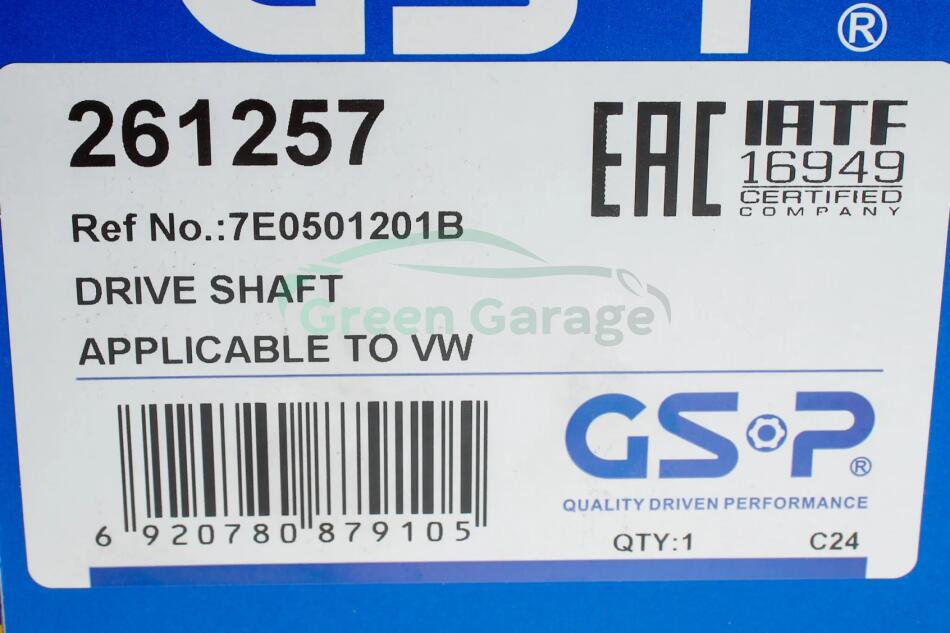 GSP®
261257
EAC
IATF
16949
CERTIFIED
COMPANY
Ref No.:7E0501201B
DRIVE SHAFT
Green Garage
APPLICABLE TO VW
GSP®
QUALITY DRIVEN PERFORMANCE
6 920780 879105
QTY:1
C24